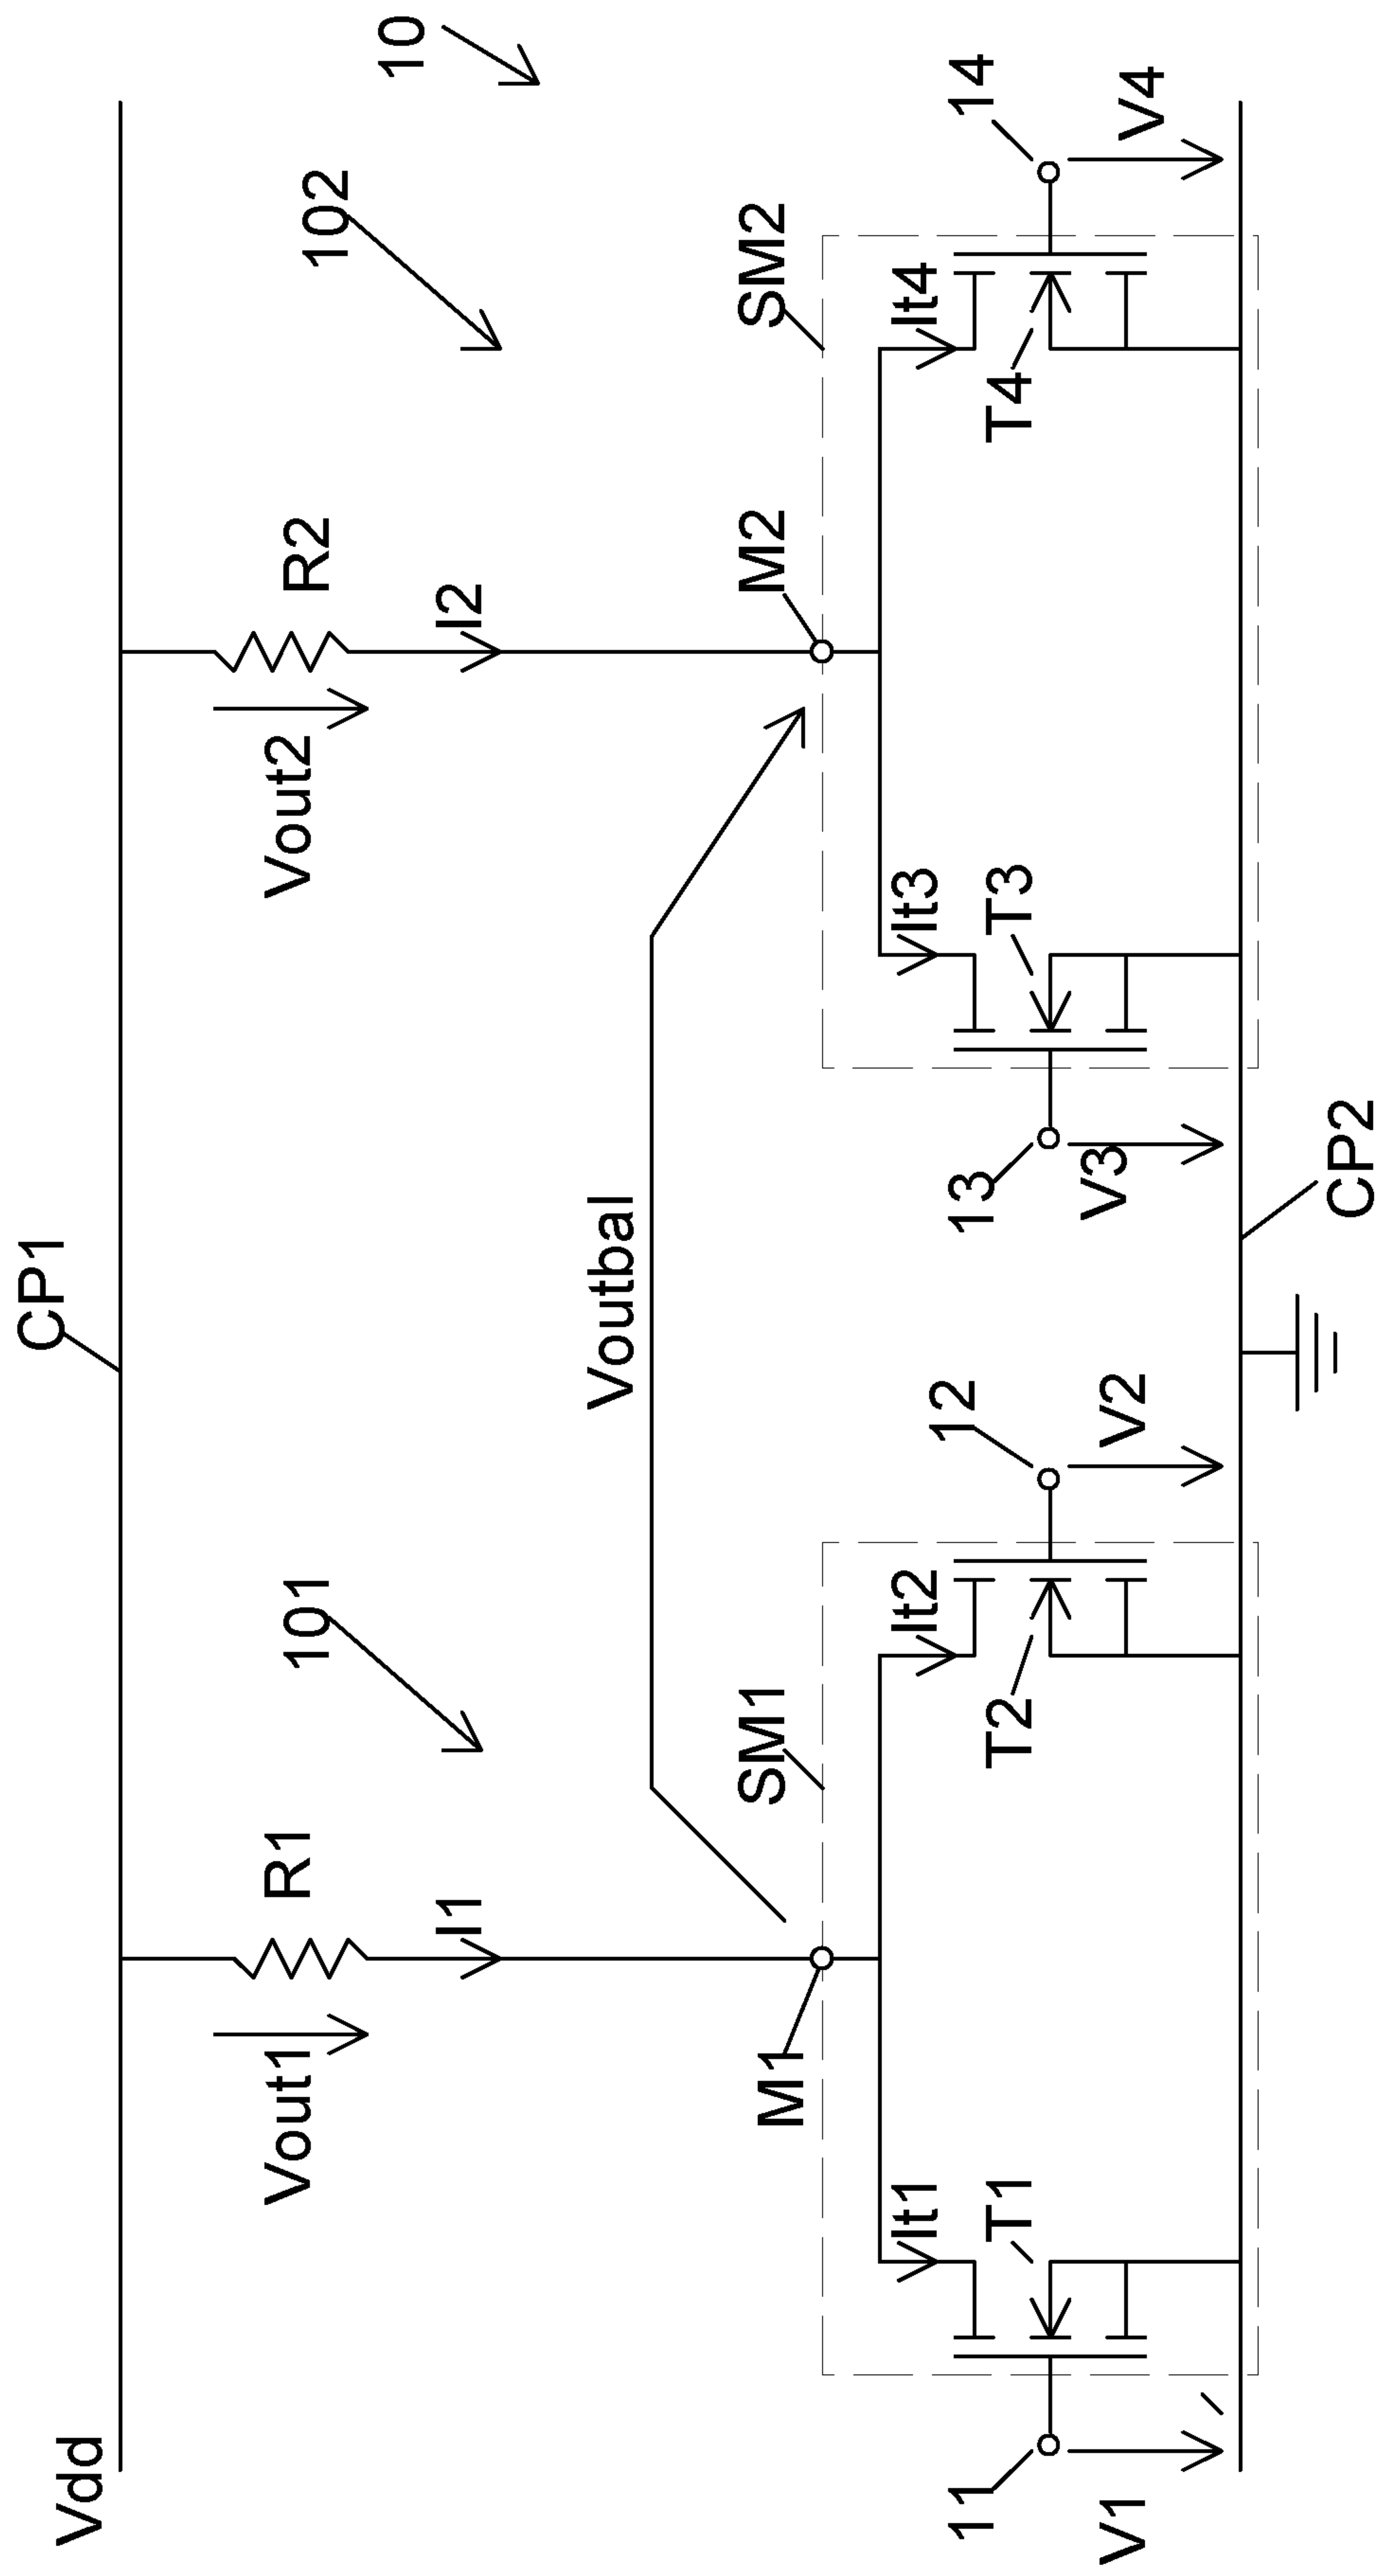 Vdd
CP1
10
101
102
R1
R2
Vout1
I1
Vout2
I2
Voutbal
M1
SM1
M2
SM2
It1
It2
It3
It4
11
T1
T2
12
13
T3
T4
14
V1
V2
V3
V4
CP2